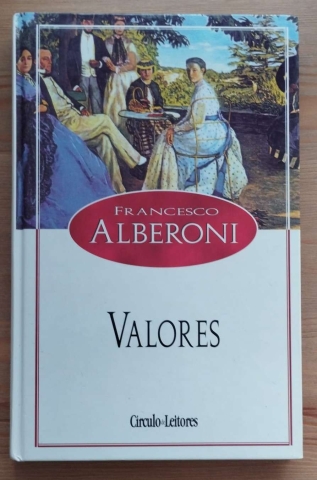 FRANCESCO
ALBERONI
VALORES
Círculo de Leitores